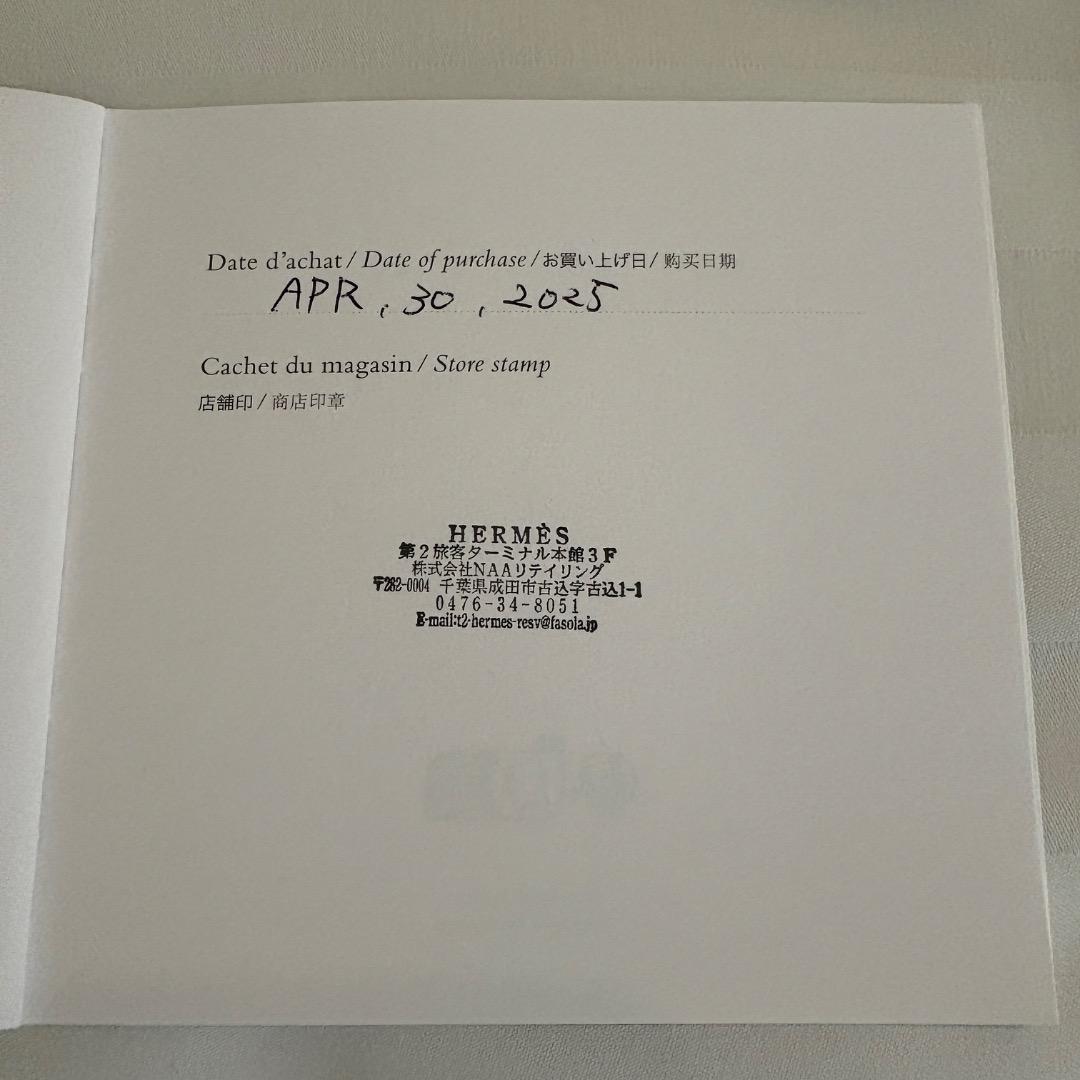 Date d'achat / Date of purchase / お買い上げ日 / 购买日期
APR, 30, 2025
Cachet du magasin / Store stamp
店舗印 / 商店印章
HERMÈS
第2旅客ターミナル本館3F
株式会社NAAリテイリング
〒282-0004 千葉県成田市古込字古込1-1
0476-34-8051
E-mail:t2-hermes-resv@fasola.jp